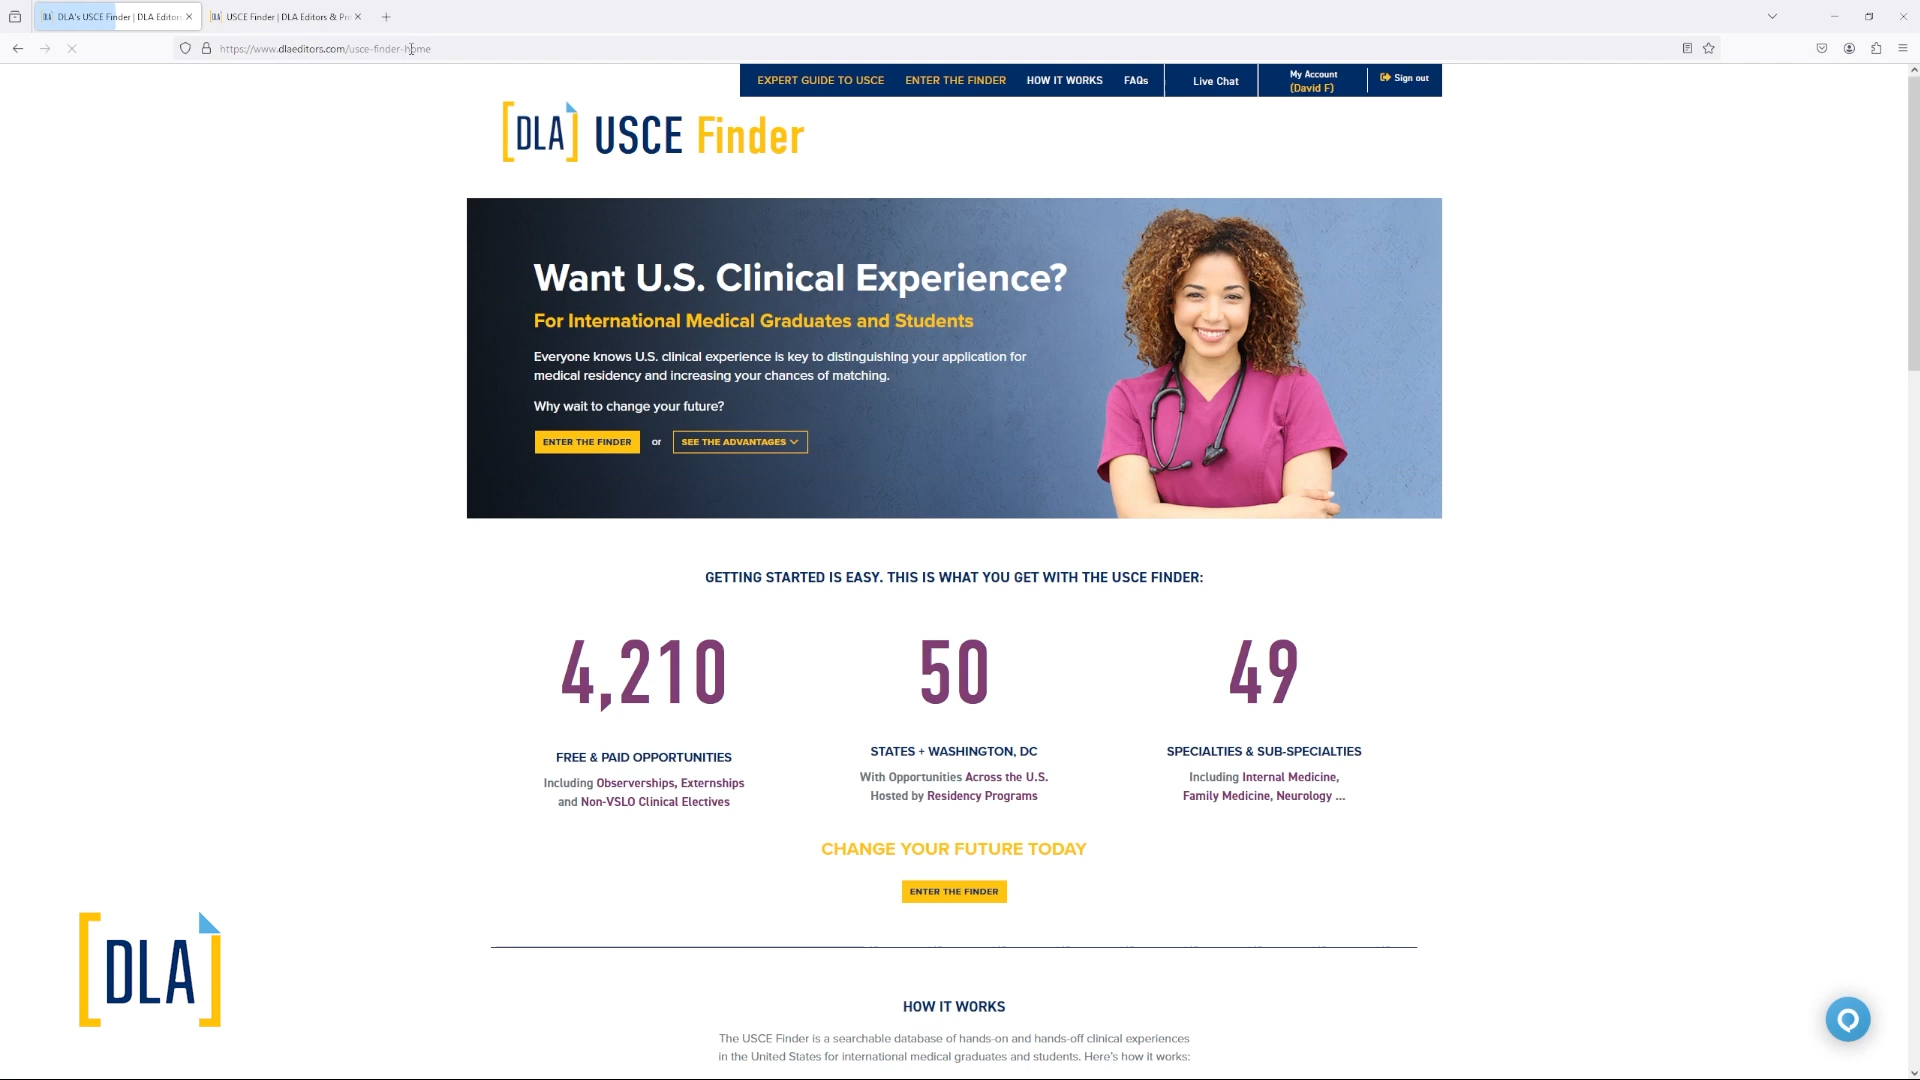 DLA's USCE Finder | DLA Editors
USCE Finder | DLA Editors & Pr
https://www.dlaeditors.com/usce-finder-home
EXPERT GUIDE TO USCE
ENTER THE FINDER
HOW IT WORKS
FAQs
Live Chat
My Account
(David F)
Sign out
[DLA] USCE Finder
Want U.S. Clinical Experience?
For International Medical Graduates and Students
Everyone knows U.S. clinical experience is key to distinguishing your application for
medical residency and increasing your chances of matching.
Why wait to change your future?
ENTER THE FINDER
or
SEE THE ADVANTAGES
GETTING STARTED IS EASY. THIS IS WHAT YOU GET WITH THE USCE FINDER:
4,210
FREE & PAID OPPORTUNITIES
Including Observerships, Externships
and Non-VSLO Clinical Electives
50
STATES + WASHINGTON, DC
With Opportunities Across the U.S.
Hosted by Residency Programs
49
SPECIALTIES & SUB-SPECIALTIES
Including Internal Medicine,
Family Medicine, Neurology ...
CHANGE YOUR FUTURE TODAY
ENTER THE FINDER
[DLA]
HOW IT WORKS
The USCE Finder is a searchable database of hands-on and hands-off clinical experiences
in the United States for international medical graduates and students. Here's how it works: